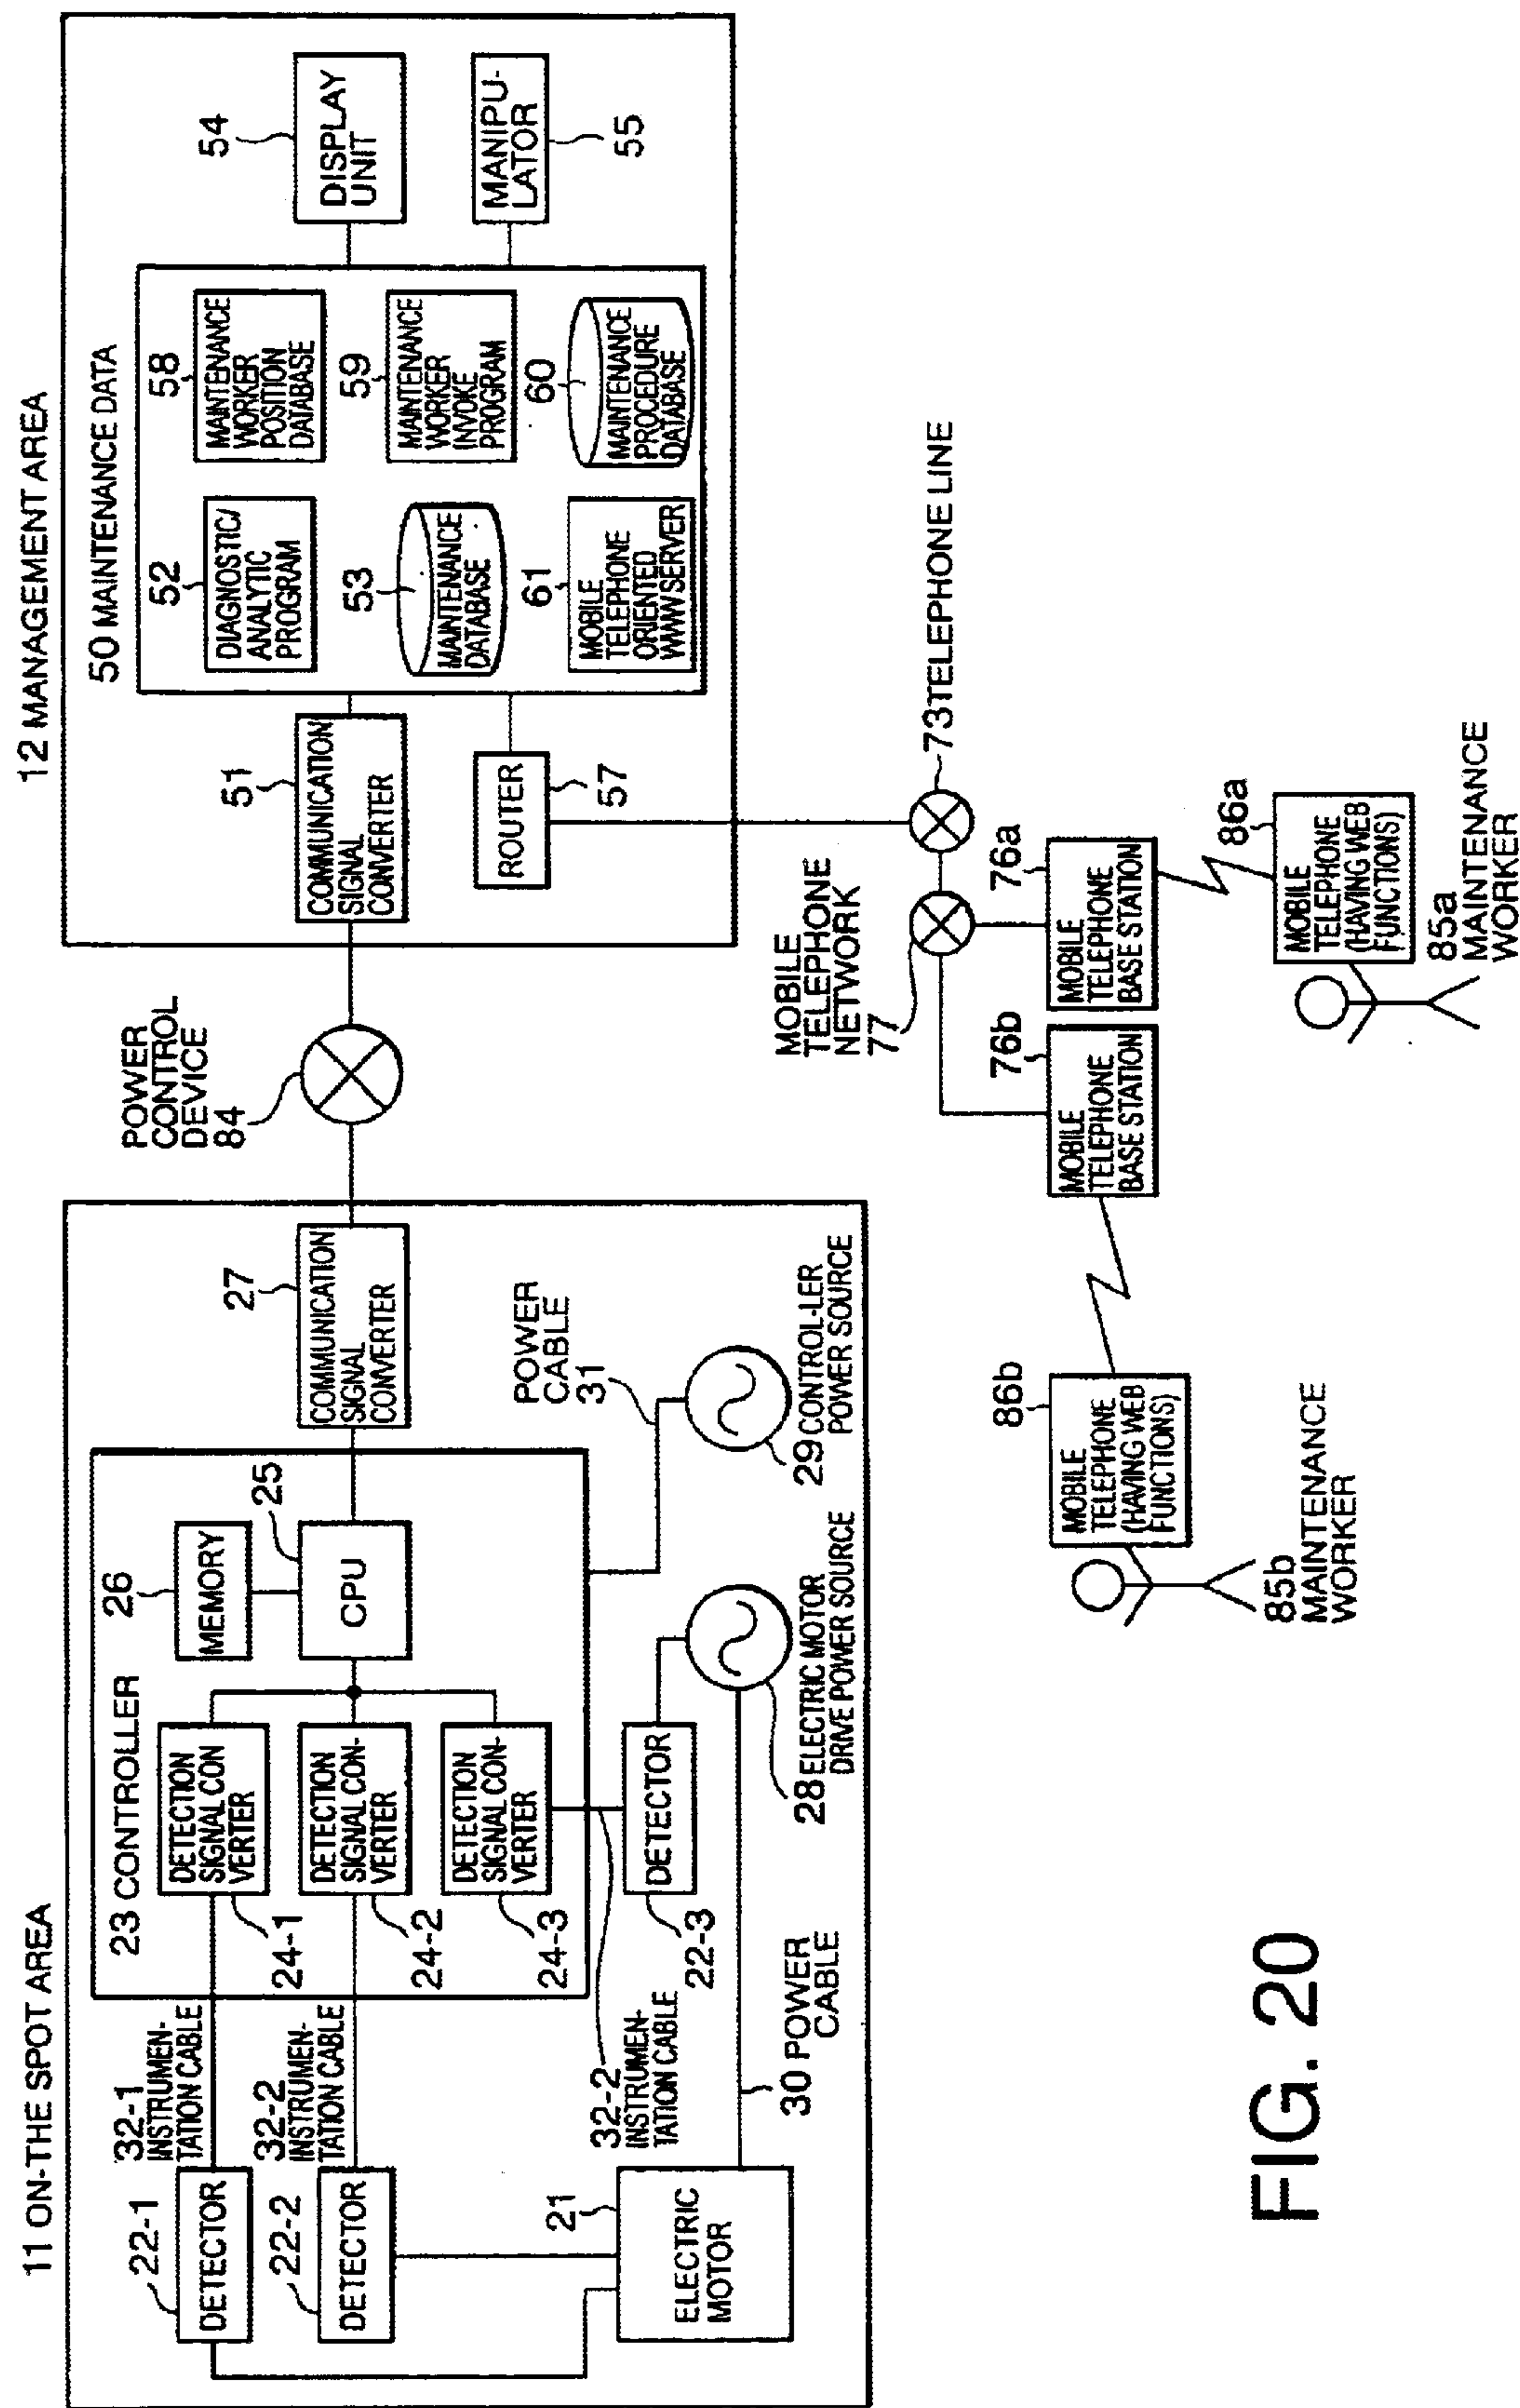 11 ON-THE SPOT AREA
22-1
DETECTOR
32-1
INSTRUMEN-
TATION CABLE
22-2
DETECTOR
32-2
INSTRUMEN-
TATION CABLE
21
ELECTRIC
MOTOR
23 CONTROLLER
DETECTION
SIGNAL CON
VERTER
24-1
DETECTION
SIGNAL CON-
VERTER
24-2
DETECTION
SIGNAL CON-
VERTER
24-3
32-2
INSTRUMEN-
TATION CABLE
DETECTOR
22-3
26
MEMORY
25
CPU
27
COMMUNICATION
SIGNAL
CONVERTER
POWER
CABLE
31
29 CONTROL-LER
POWER SOURCE
28 ELECTRIC MOTOR
DRIVE POWER SOURCE
30 POWER
CABLE
POWER
CONTROL
DEVICE
84
12 MANAGEMENT AREA
50 MAINTENANCE DATA
51
COMMUNICATION
SIGNAL
CONVERTER
ROUTER
57
52
DIAGNOSTIC/
ANALYTIC
PROGRAM
58
MAINTENANCE
WORKER
POSITION
DATABASE
53
MAINTENANCE
DATABASE
59
MAINTENANCE
WORKER
INVOKE
PROGRAM
61
MOBILE
TELEPHONE
ORIENTED
WWW SERVER
60
MAINTENANCE
PROCEDURE
DATABASE
54
DISPLAY
UNIT
MANIPU-
LATOR
55
73 TELEPHONE LINE
MOBILE
TELEPHONE
NETWORK
77
76b
MOBILE
TELEPHONE
BASE STATION
76a
MOBILE
TELEPHONE
BASE STATION
86b
MOBILE
TELEPHONE
(HAVING WEB
FUNCTIONS)
85b
MAINTENANCE
WORKER
86a
MOBILE
TELEPHONE
(HAVING WEB
FUNCTIONS)
85a
MAINTENANCE
WORKER
FIG. 20